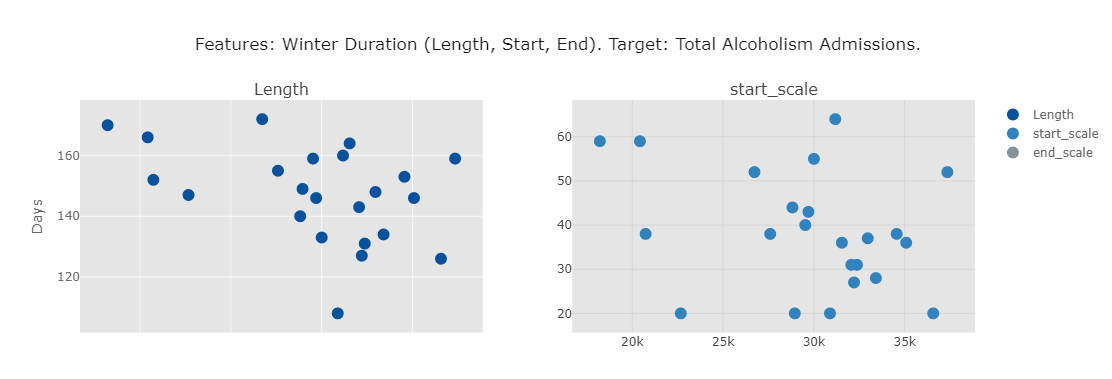 Features: Winter Duration (Length, Start, End). Target: Total Alcoholism Admissions.
Length
start_scale
Days
160
140
120
60
50
40
30
20
20k
25k
30k
35k
Length
start_scale
end_scale